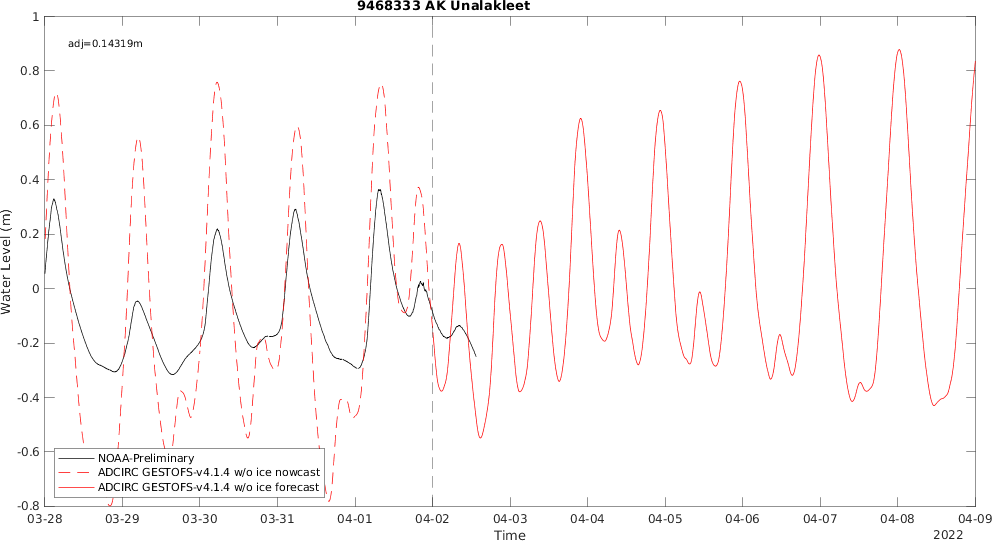 9468333 AK Unalakleet
adj=0.14319m
Water Level (m)
1
0.8
0.6
0.4
0.2
0
-0.2
-0.4
-0.6
-0.8
NOAA-Preliminary
ADCIRC GESTOFS-v4.1.4 w/o ice nowcast
ADCIRC GESTOFS-v4.1.4 w/o ice forecast
03-28 03-29 03-30 03-31 04-01 04-02 04-03 04-04 04-05 04-06 04-07 04-08 04-09
Time
2022